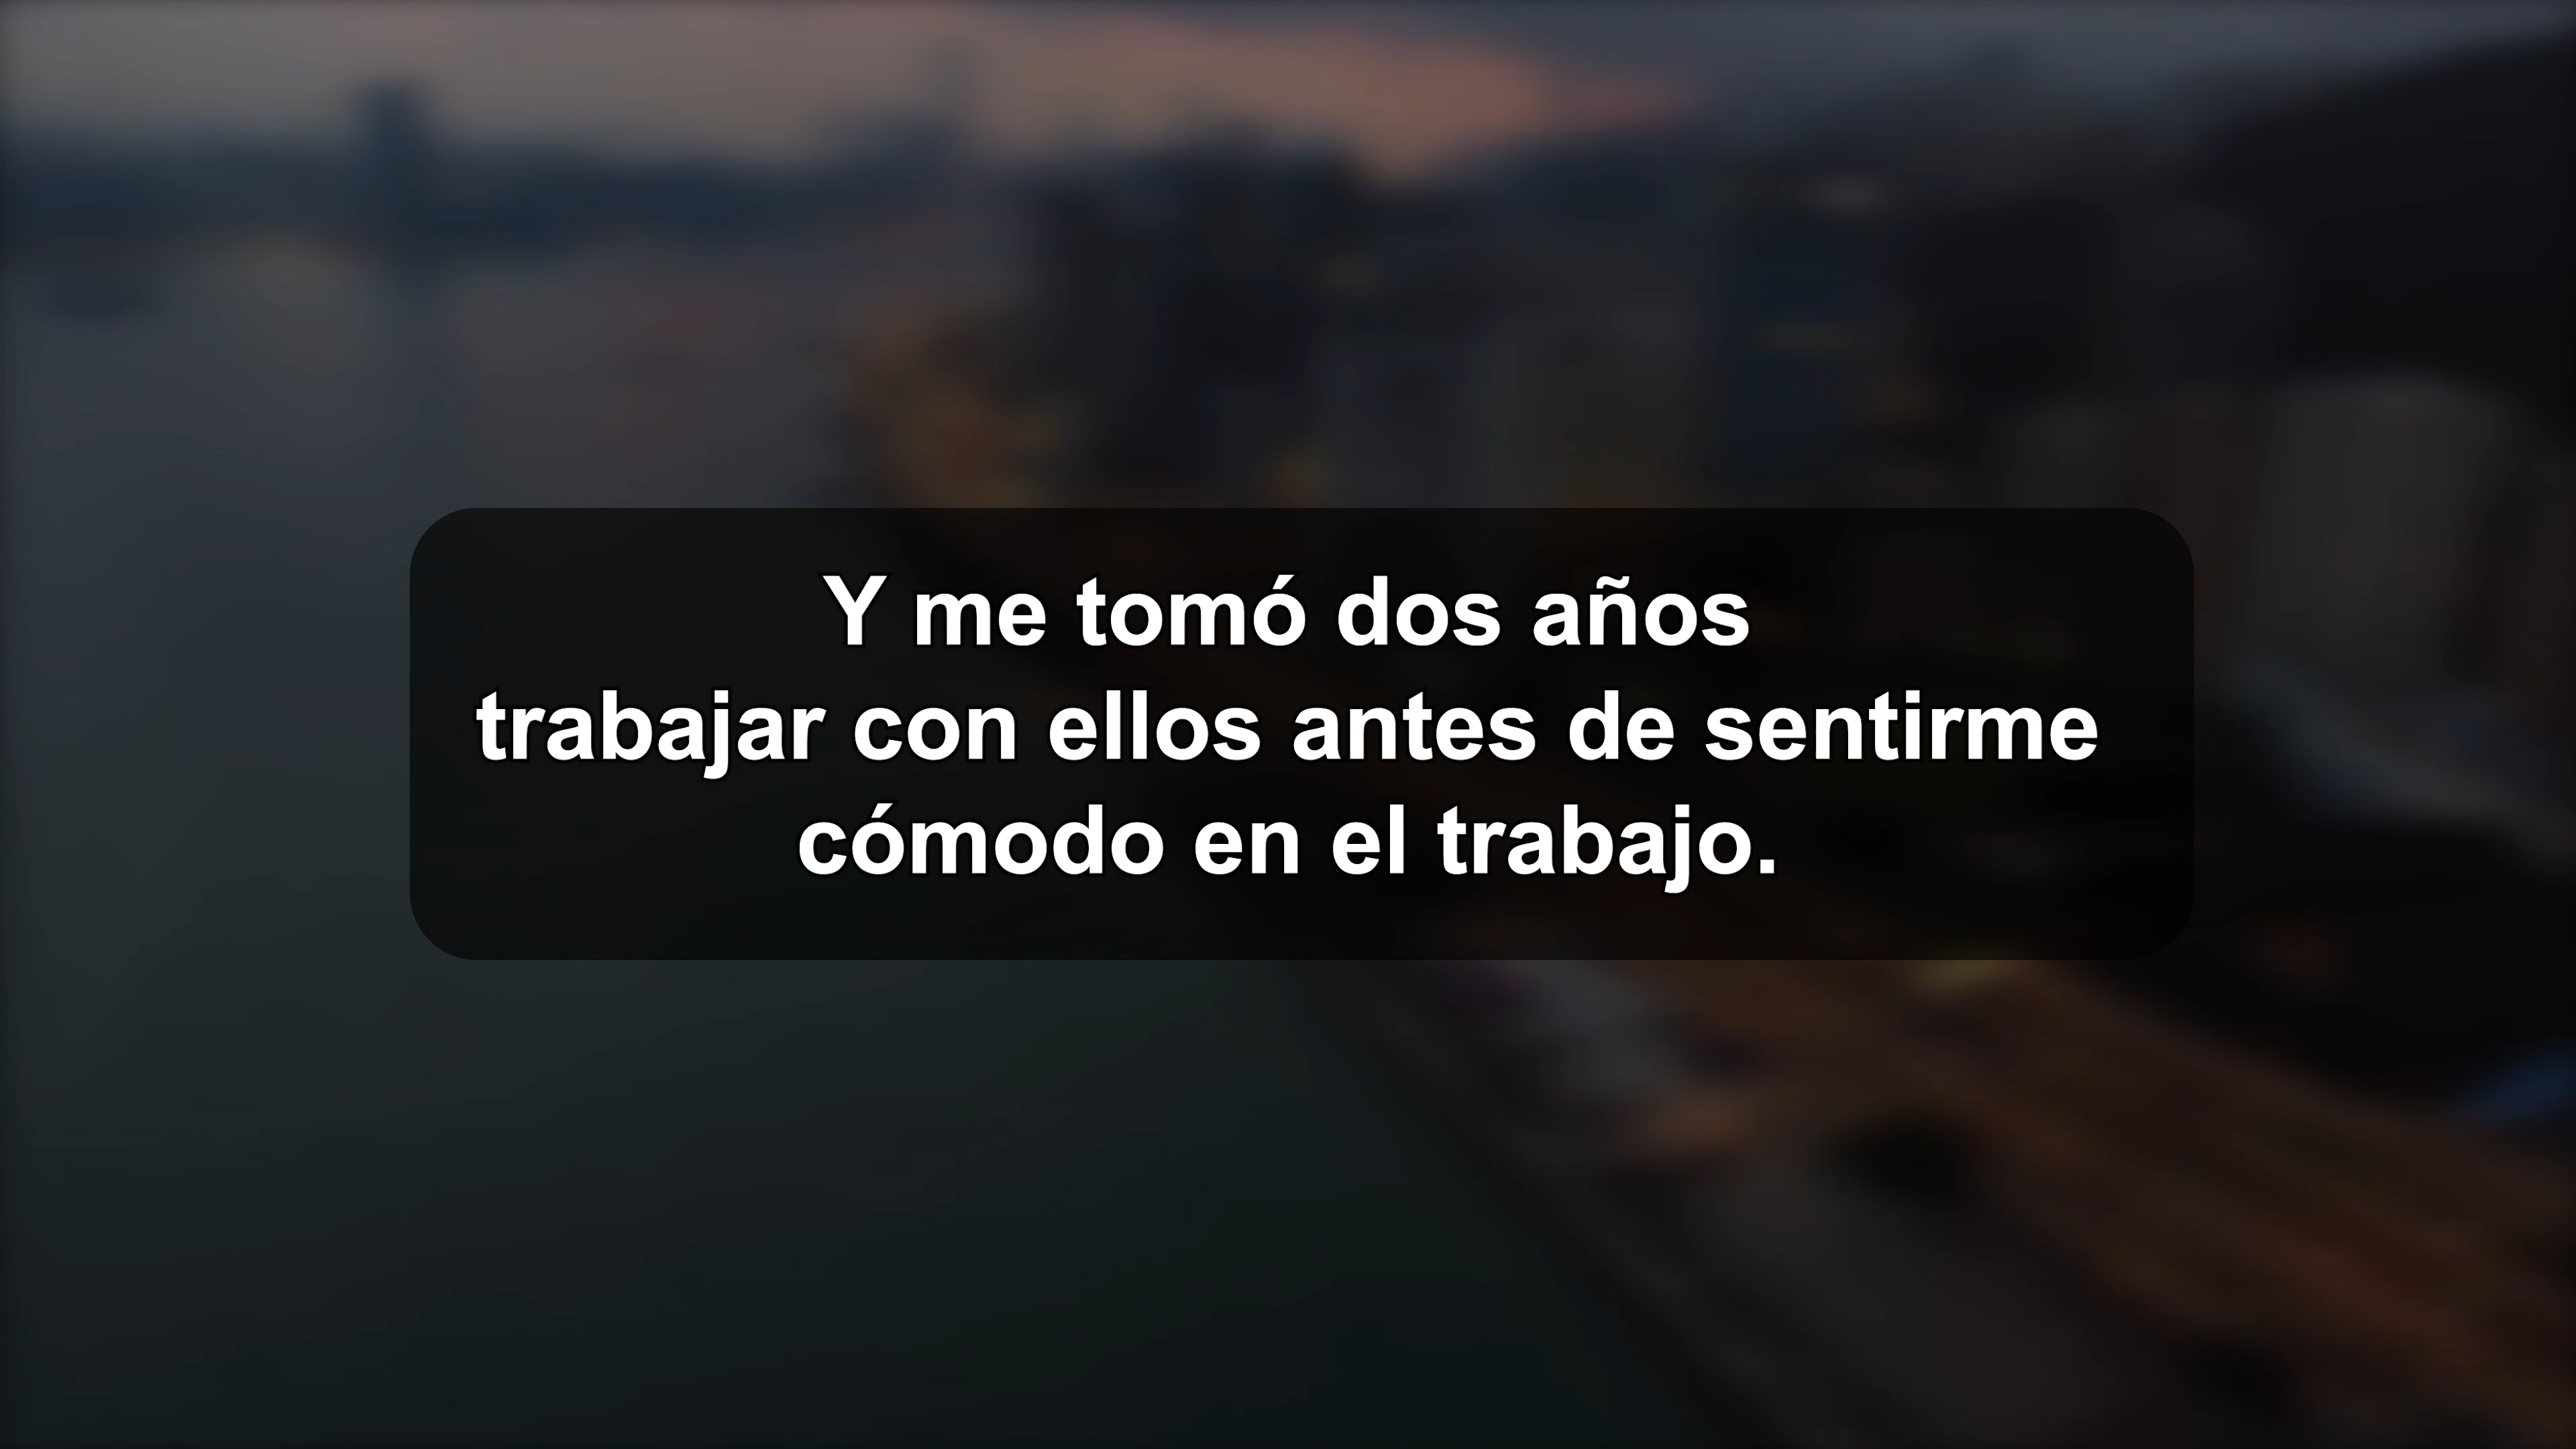 Y me tomó dos años
trabajar con ellos antes de sentirme
cómodo en el trabajo.